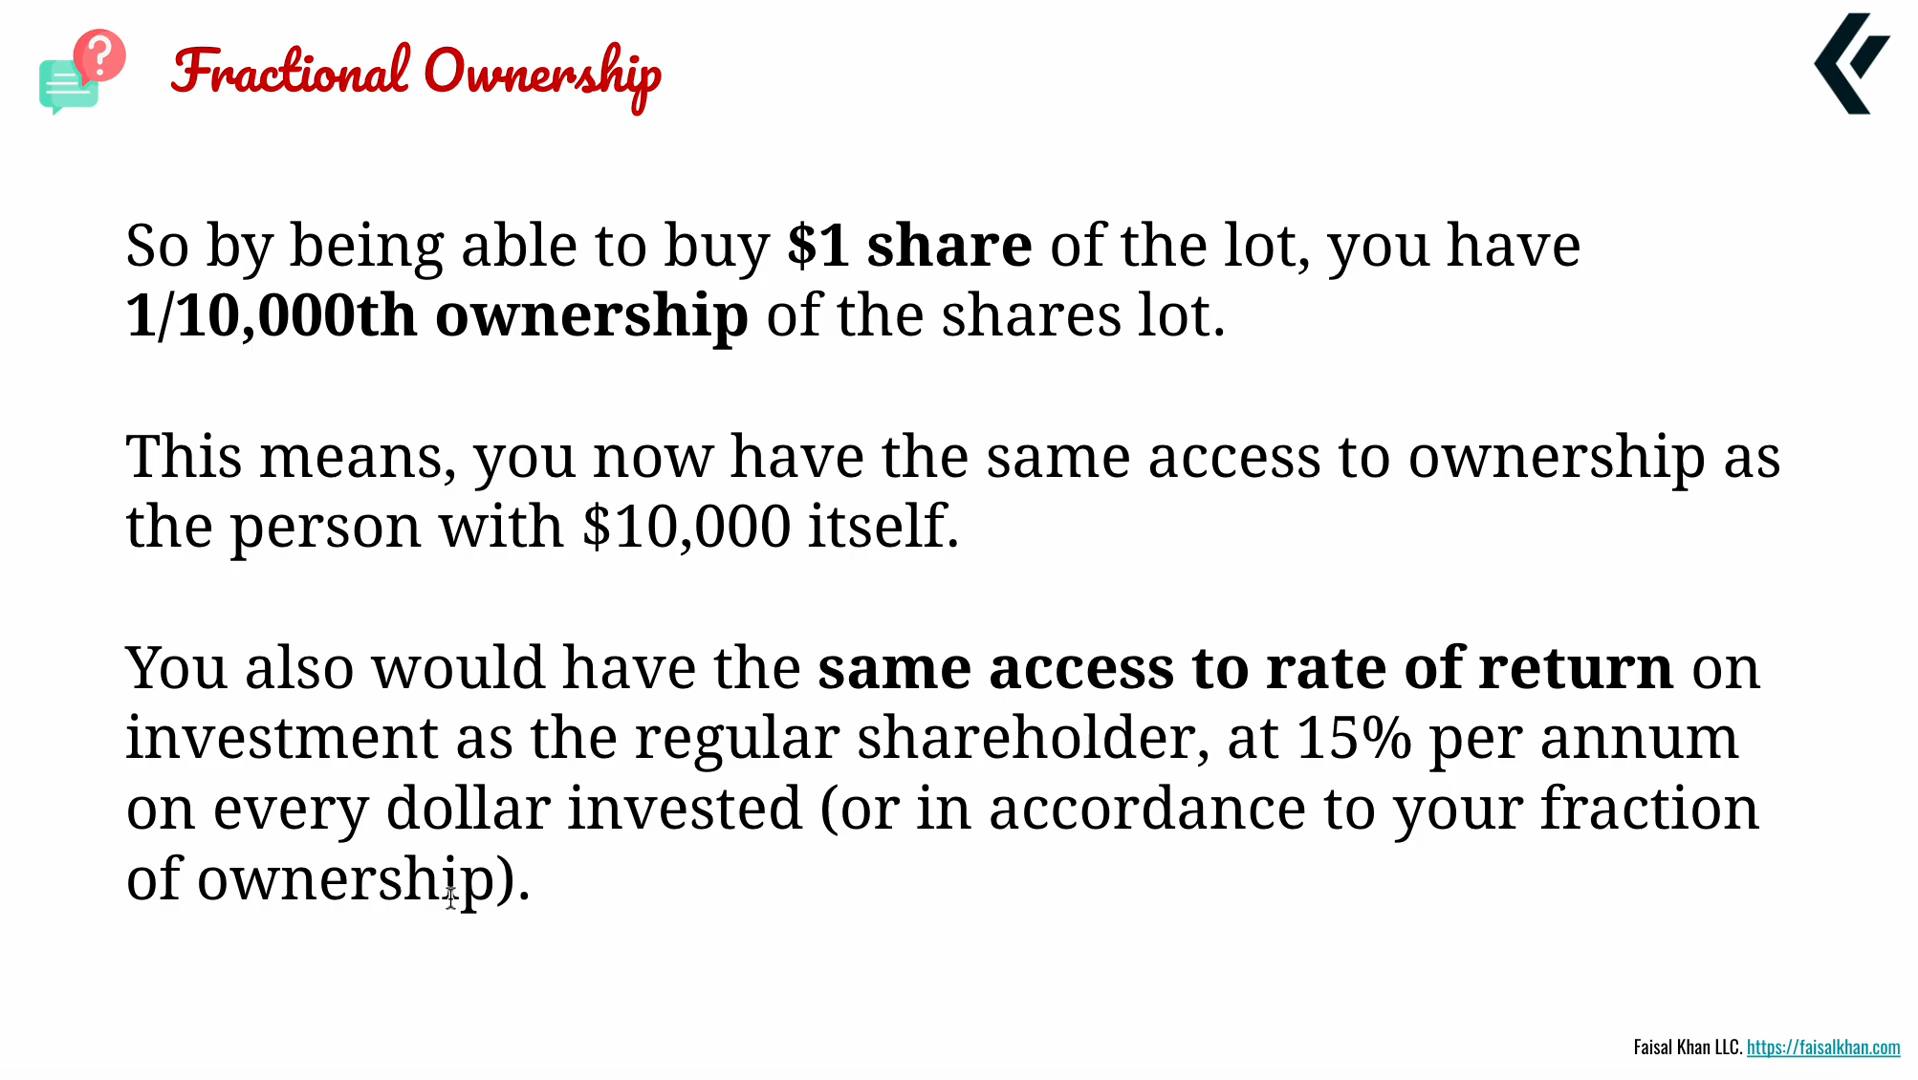 Fractional Ownership
So by being able to buy $1 share of the lot, you have
1/10,000th ownership of the shares lot.
This means, you now have the same access to ownership as
the person with $10,000 itself.
You also would have the same access to rate of return on
investment as the regular shareholder, at 15% per annum
on every dollar invested (or in accordance to your fraction
of ownership).
Faisal Khan LLC. https://faisalkhan.com